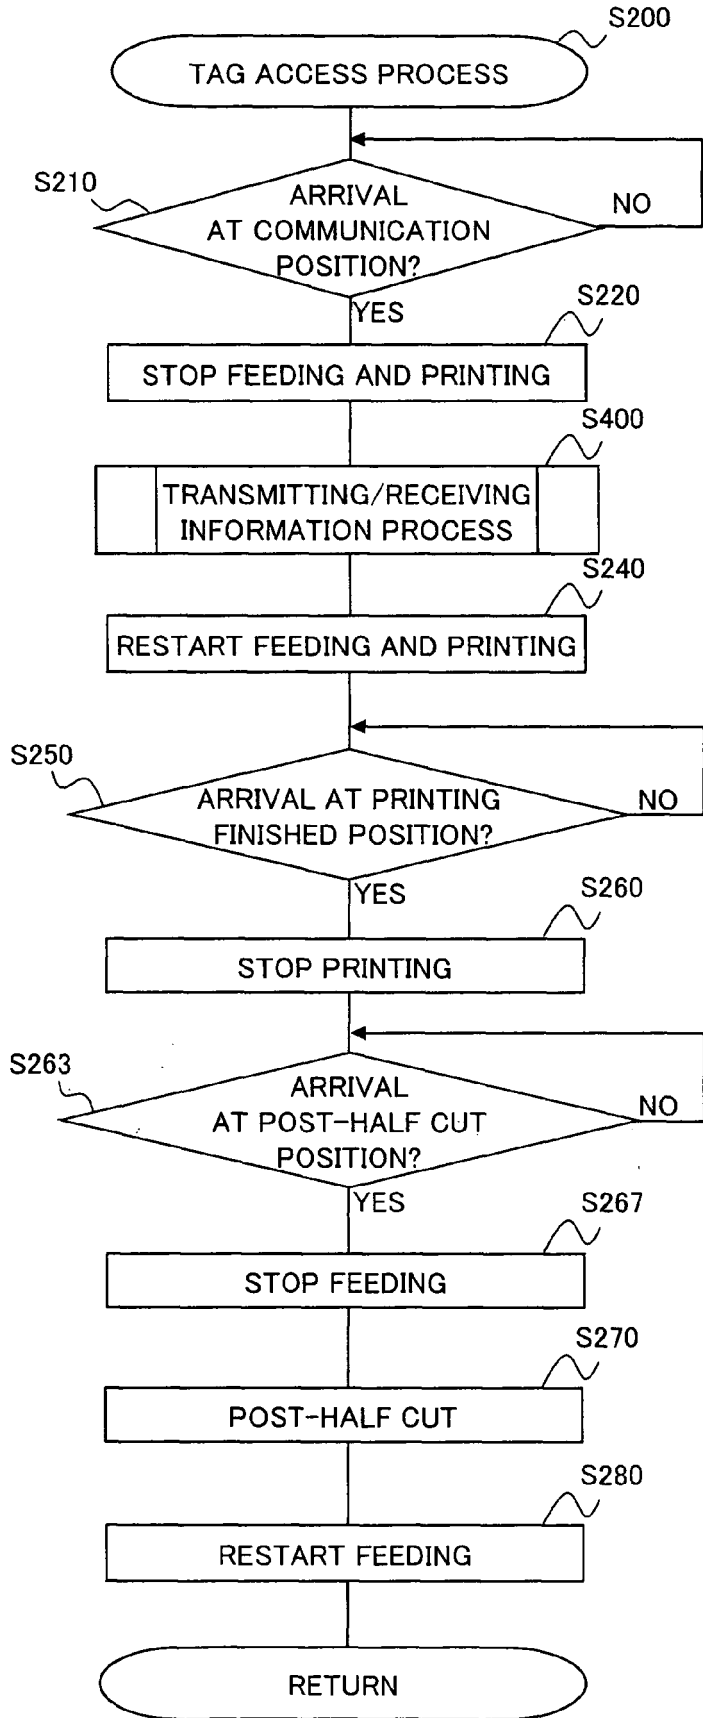 S200
TAG ACCESS PROCESS
S210
ARRIVAL
AT COMMUNICATION
POSITION?
NO
YES
S220
STOP FEEDING AND PRINTING
S400
TRANSMITTING/RECEIVING
INFORMATION PROCESS
S240
RESTART FEEDING AND PRINTING
S250
ARRIVAL AT PRINTING
FINISHED POSITION?
NO
YES
S260
STOP PRINTING
S263
ARRIVAL
AT POST-HALF CUT
POSITION?
NO
YES
S267
STOP FEEDING
S270
POST-HALF CUT
S280
RESTART FEEDING
RETURN